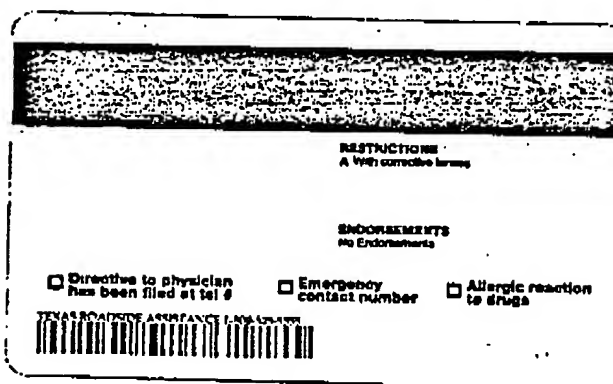 RESTRICTIONS
A With corrective lenses
ENDORSEMENTS
No Endorsements
Directive to physician
has been filed at tel #
Emergency
contact number
Allergic reaction
to drugs
TEXAS ROADSIDE ASSISTANCE